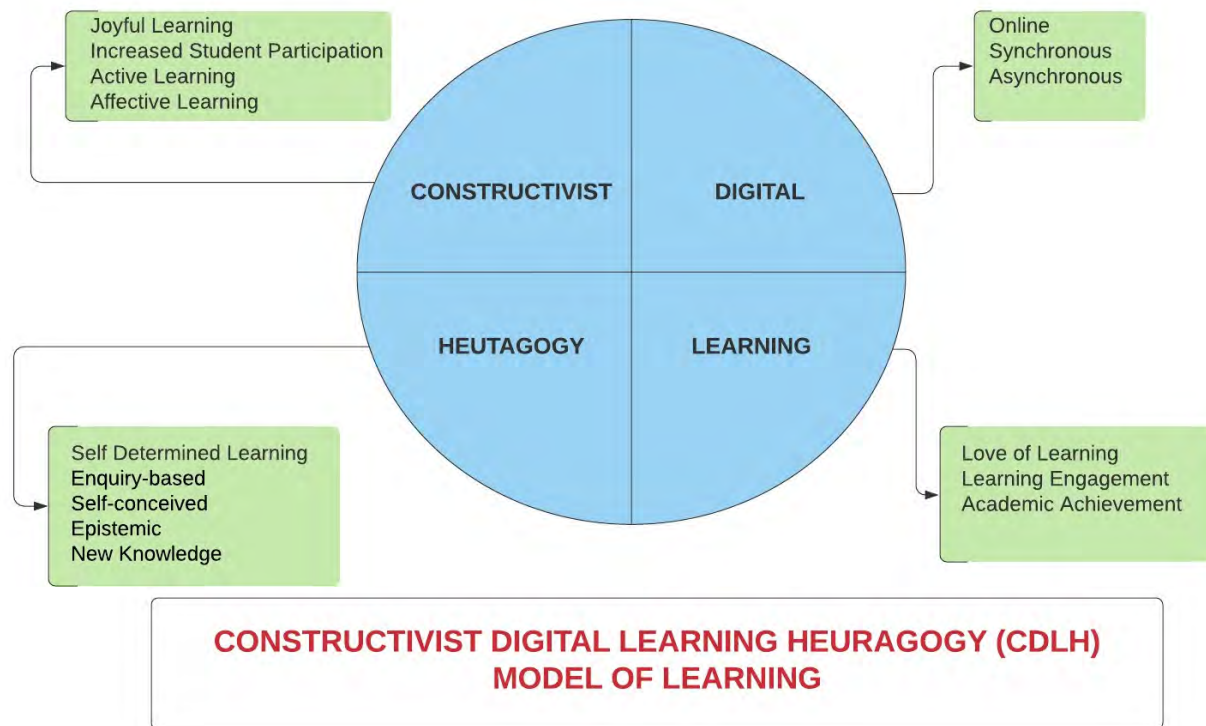 Joyful Learning
Increased Student Participation
Active Learning
Affective Learning
Online
Synchronous
Asynchronous
CONSTRUCTIVIST
DIGITAL
HEUTAGOGY
LEARNING
Self Determined Learning
Enquiry-based
Self-conceived
Epistemic
New Knowledge
Love of Learning
Learning Engagement
Academic Achievement
CONSTRUCTIVIST DIGITAL LEARNING HEURAGOGY (CDLH)
MODEL OF LEARNING